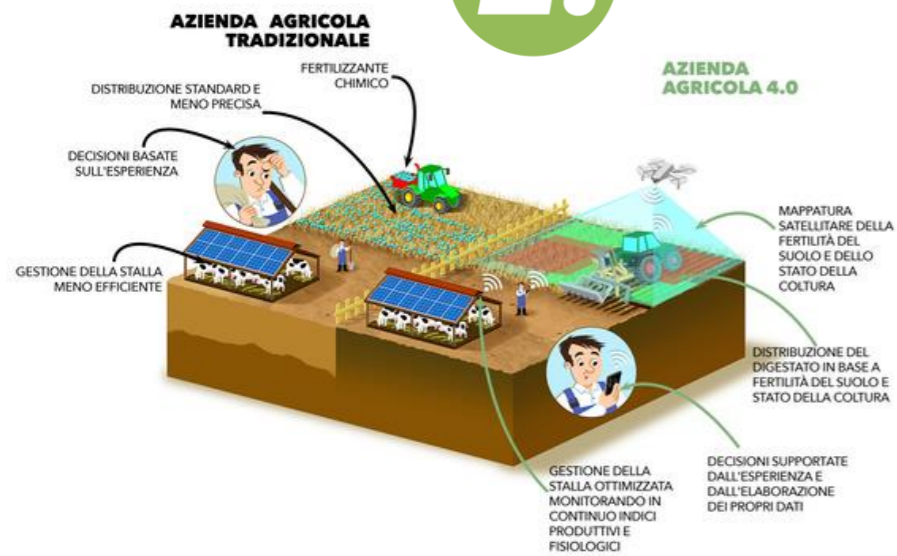 AZIENDA AGRICOLA
TRADIZIONALE
FERTILIZZANTE
CHIMICO
DISTRIBUZIONE STANDARD E
MENO PRECISA
DECISIONI BASATE
SULL'ESPERIENZA
GESTIONE DELLA STALLA
MENO EFFICIENTE
AZIENDA
AGRICOLA 4.0
MAPPATURA
SATELLITARE DELLA
FERTILITÀ DEL
SUOLO E DELLO
STATO DELLA
COLTURA
DISTRIBUZIONE DEL
DIGESTATO IN BASE A
FERTILITÀ DEL SUOLO E
STATO DELLA COLTURA
DECISIONI SUPPORTATE
DALL'ESPERIENZA E
DALL'ELABORAZIONE
DEI PROPRI DATI
GESTIONE DELLA
STALLA OTTIMIZZATA
MONITORANDO IN
CONTINUO INDICI
PRODUTTIVI E
FISIOLOGICI